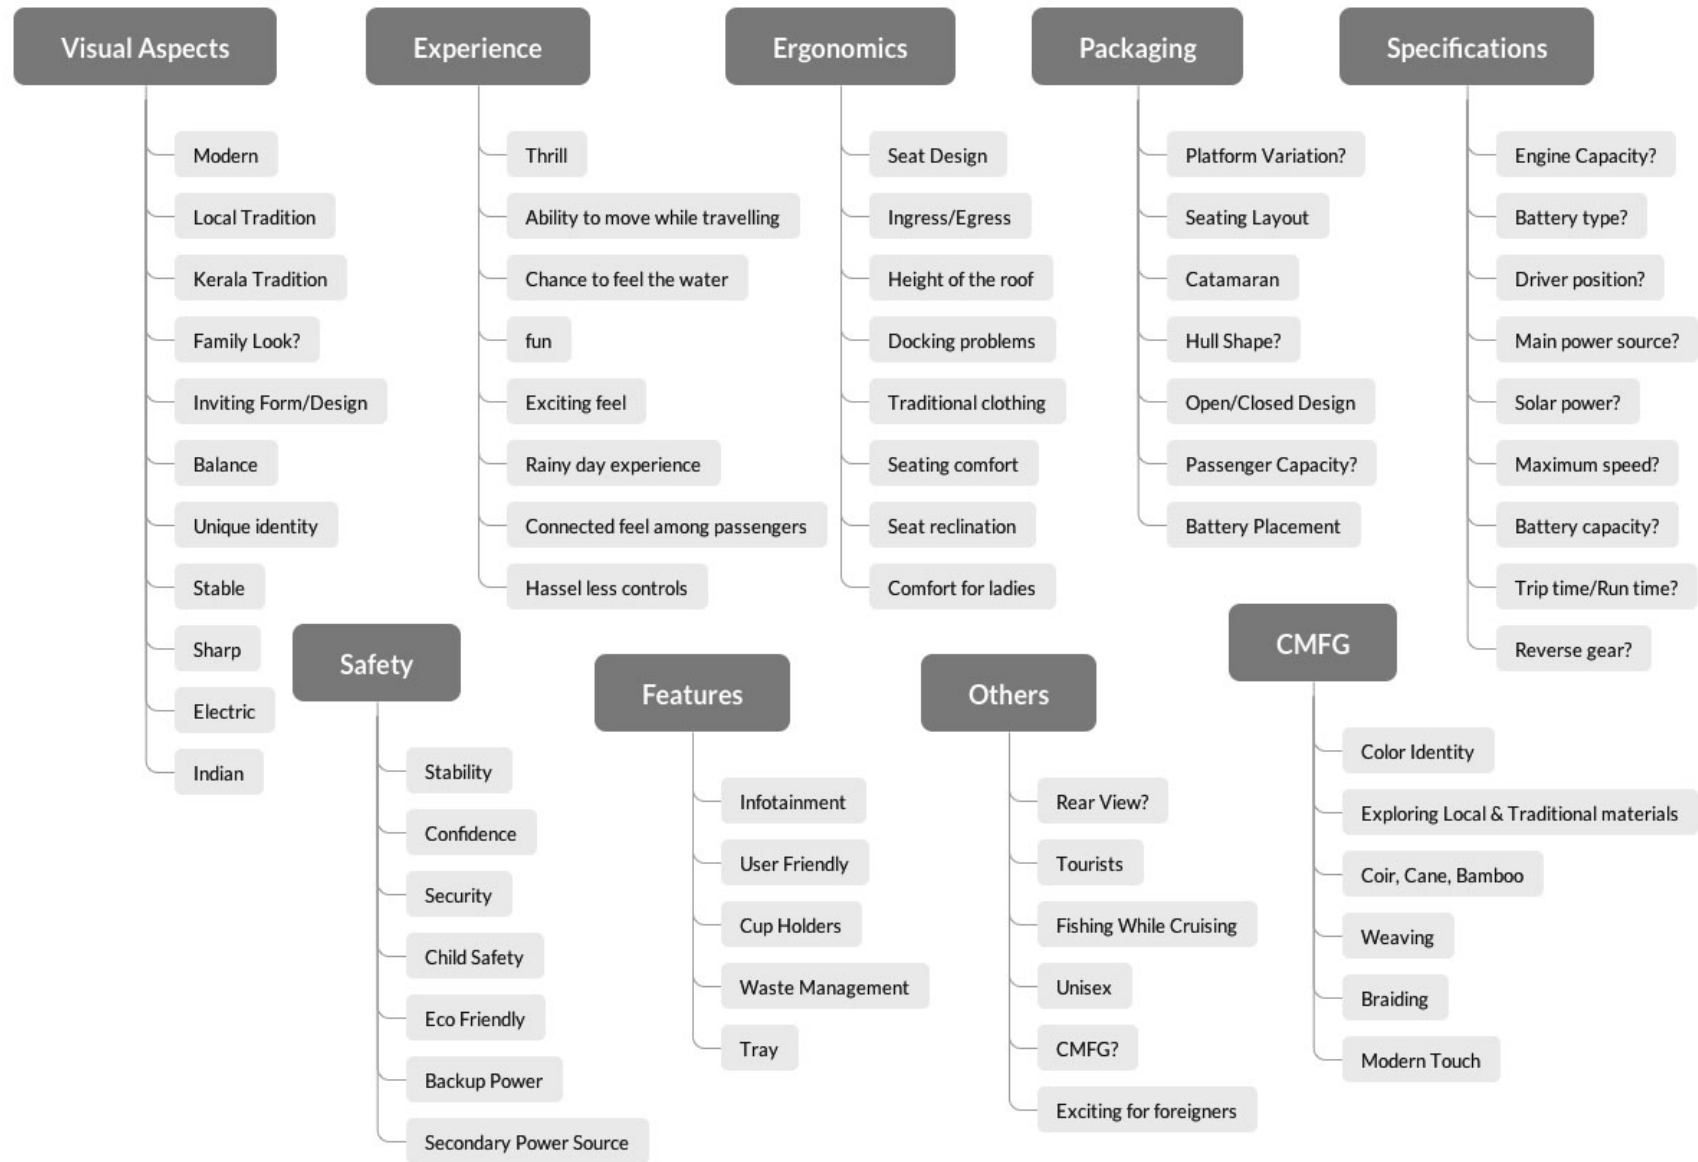 Visual Aspects
Modern
Local Tradition
Kerala Tradition
Family Look?
Inviting Form/Design
Balance
Unique identity
Stable
Sharp
Electric
Indian
Experience
Thrill
Ability to move while travelling
Chance to feel the water
fun
Exciting feel
Rainy day experience
Connected feel among passengers
Hassel less controls
Ergonomics
Seat Design
Ingress/Egress
Height of the roof
Docking problems
Traditional clothing
Seating comfort
Seat reclination
Comfort for ladies
Packaging
Platform Variation?
Seating Layout
Catamaran
Hull Shape?
Open/Closed Design
Passenger Capacity?
Battery Placement
Specifications
Engine Capacity?
Battery type?
Driver position?
Main power source?
Solar power?
Maximum speed?
Battery capacity?
Trip time/Run time?
Reverse gear?
Safety
Stability
Confidence
Security
Child Safety
Eco Friendly
Backup Power
Secondary Power Source
Features
Infotainment
User Friendly
Cup Holders
Waste Management
Tray
Others
Rear View?
Tourists
Fishing While Cruising
Unisex
CMFG?
Exciting for foreigners
CMFG
Color Identity
Exploring Local & Traditional materials
Coir, Cane, Bamboo
Weaving
Braiding
Modern Touch